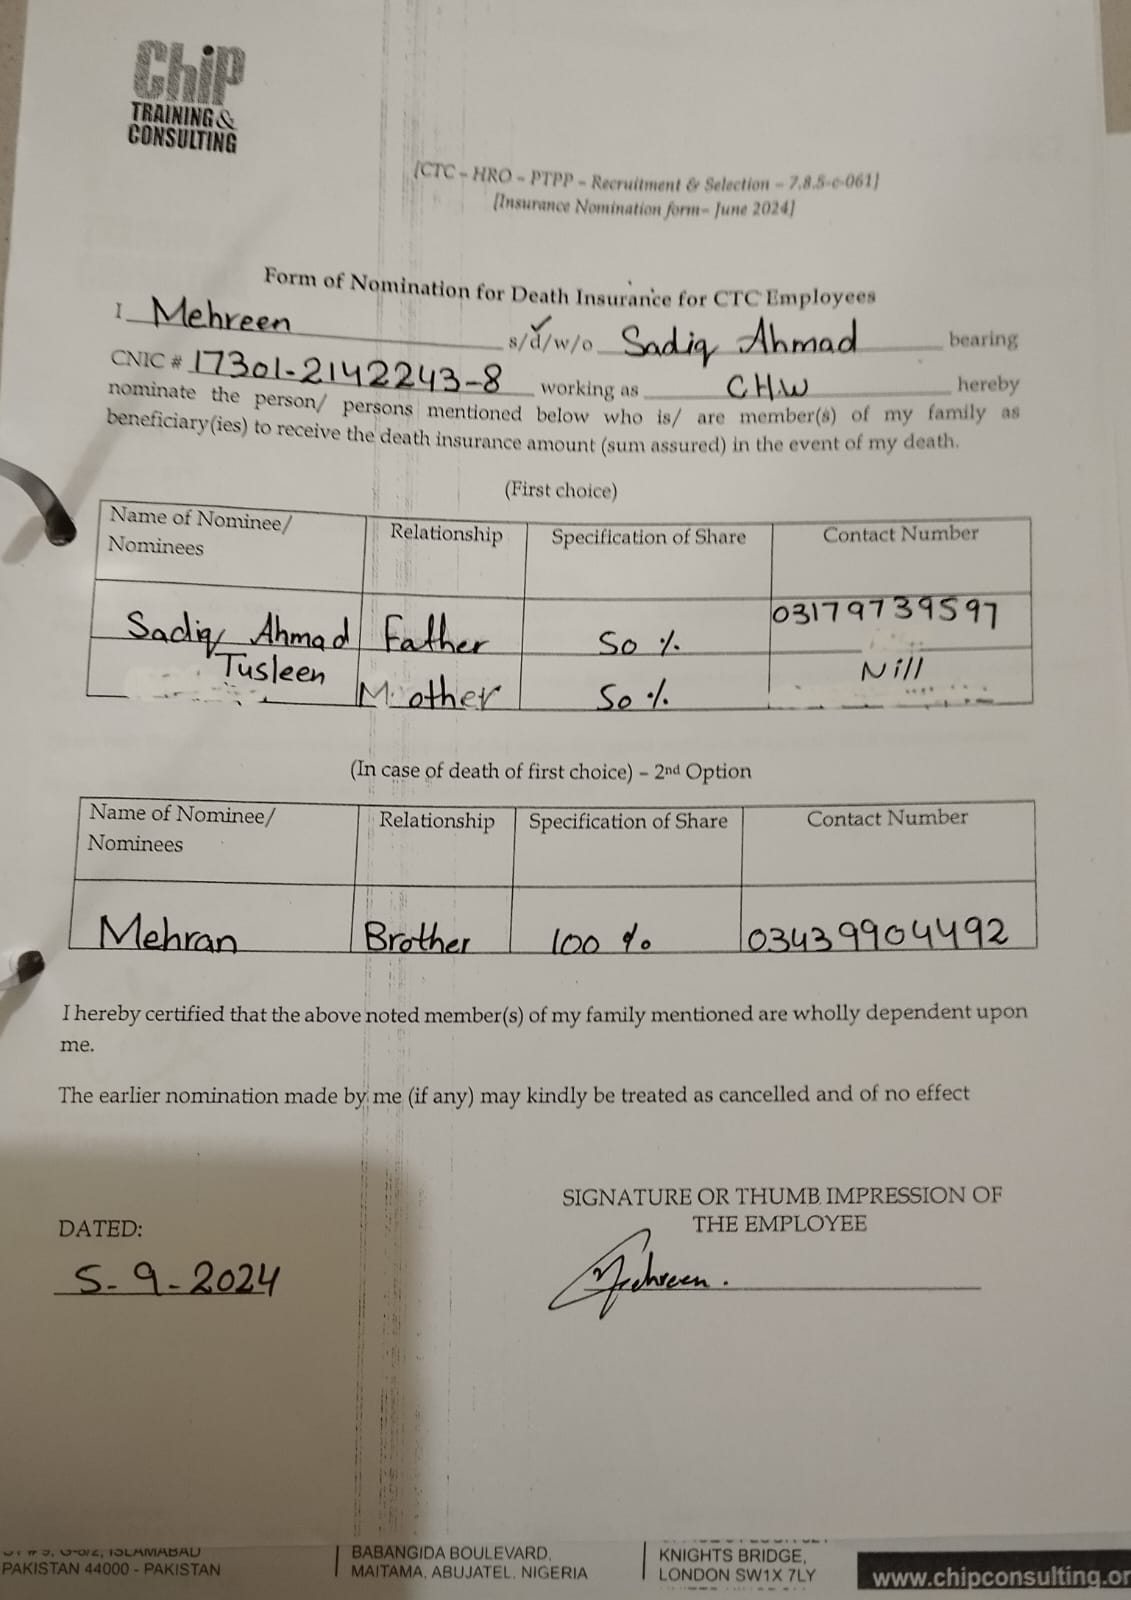 ChiP
TRAINING &
CONSULTING
[CTC – HRO – PTPP – Recruitment & Selection – 7.8.5-c-061]
[Insurance Nomination form– June 2024]
Form of Nomination for Death Insurance for CTC Employees
I Mehreen s/d/w/o Sadiq Ahmad bearing
CNIC # 17301-2142243-8 working as CHW hereby
nominate the person/ persons mentioned below who is/ are member(s) of my family as
beneficiary(ies) to receive the death insurance amount (sum assured) in the event of my death.
(First choice)
Name of Nominee/ Nominees Relationship Specification of Share Contact Number
Sadiq Ahmad Father 50 % 03179739597
Tusleen Mother 50 % Nill
(In case of death of first choice) – 2nd Option
Name of Nominee/ Nominees Relationship Specification of Share Contact Number
Mehran Brother 100 % 03439904492
I hereby certified that the above noted member(s) of my family mentioned are wholly dependent upon
me.
The earlier nomination made by me (if any) may kindly be treated as cancelled and of no effect
SIGNATURE OR THUMB IMPRESSION OF
THE EMPLOYEE
DATED:
5-9-2024
Mehreen.
ISLAMABAD
PAKISTAN 44000 - PAKISTAN
BABANGIDA BOULEVARD,
MAITAMA, ABUJATEL. NIGERIA
KNIGHTS BRIDGE,
LONDON SW1X 7LY
www.chipconsulting.or